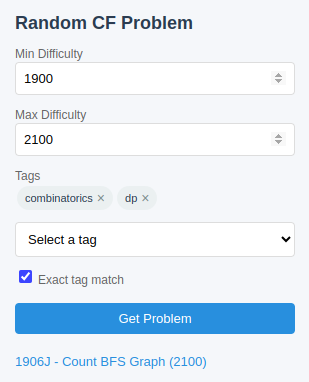 Random CF Problem
Min Difficulty
1900
Max Difficulty
2100
Tags
combinatorics × dp ×
Select a tag
Exact tag match
Get Problem
1906J - Count BFS Graph (2100)